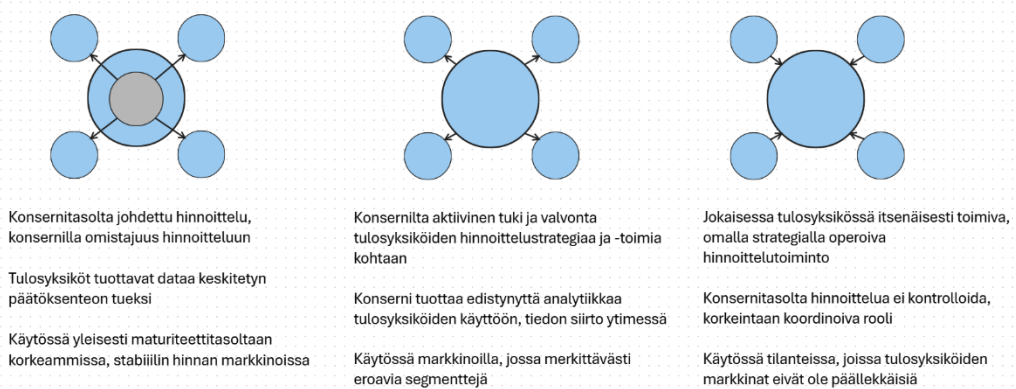 Konsernitasolta johdettu hinnoittelu,
konsernilla omistajuus hinnoitteluun
Tulosyksiköt tuottavat dataa keskitetyn
päätöksenteon tueksi
Käytössä yleisesti maturiteettitasoltaan
korkeammissa, stabiiilin hinnan markkinoissa
Konsernilta aktiivinen tuki ja valvonta
tulosyksiköiden hinnoittelustrategiaa ja -toimia
kohtaan
Konserni tuottaa edistynyttä analytiikkaa
tulosyksiköiden käyttöön, tiedon siirto ytimessä
Käytössä markkinoilla, jossa merkittävästi
eroavia segmenttejä
Jokaisessa tulosyksikössä itsenäisesti toimiva,
omalla strategialla operoiva
hinnoittelutoiminto
Konsernitasolta hinnoittelua ei kontrolloida,
korkeintaan koordinoiva rooli
Käytössä tilanteissa, joissa tulosyksiköiden
markkinat eivät ole päällekkäisiä